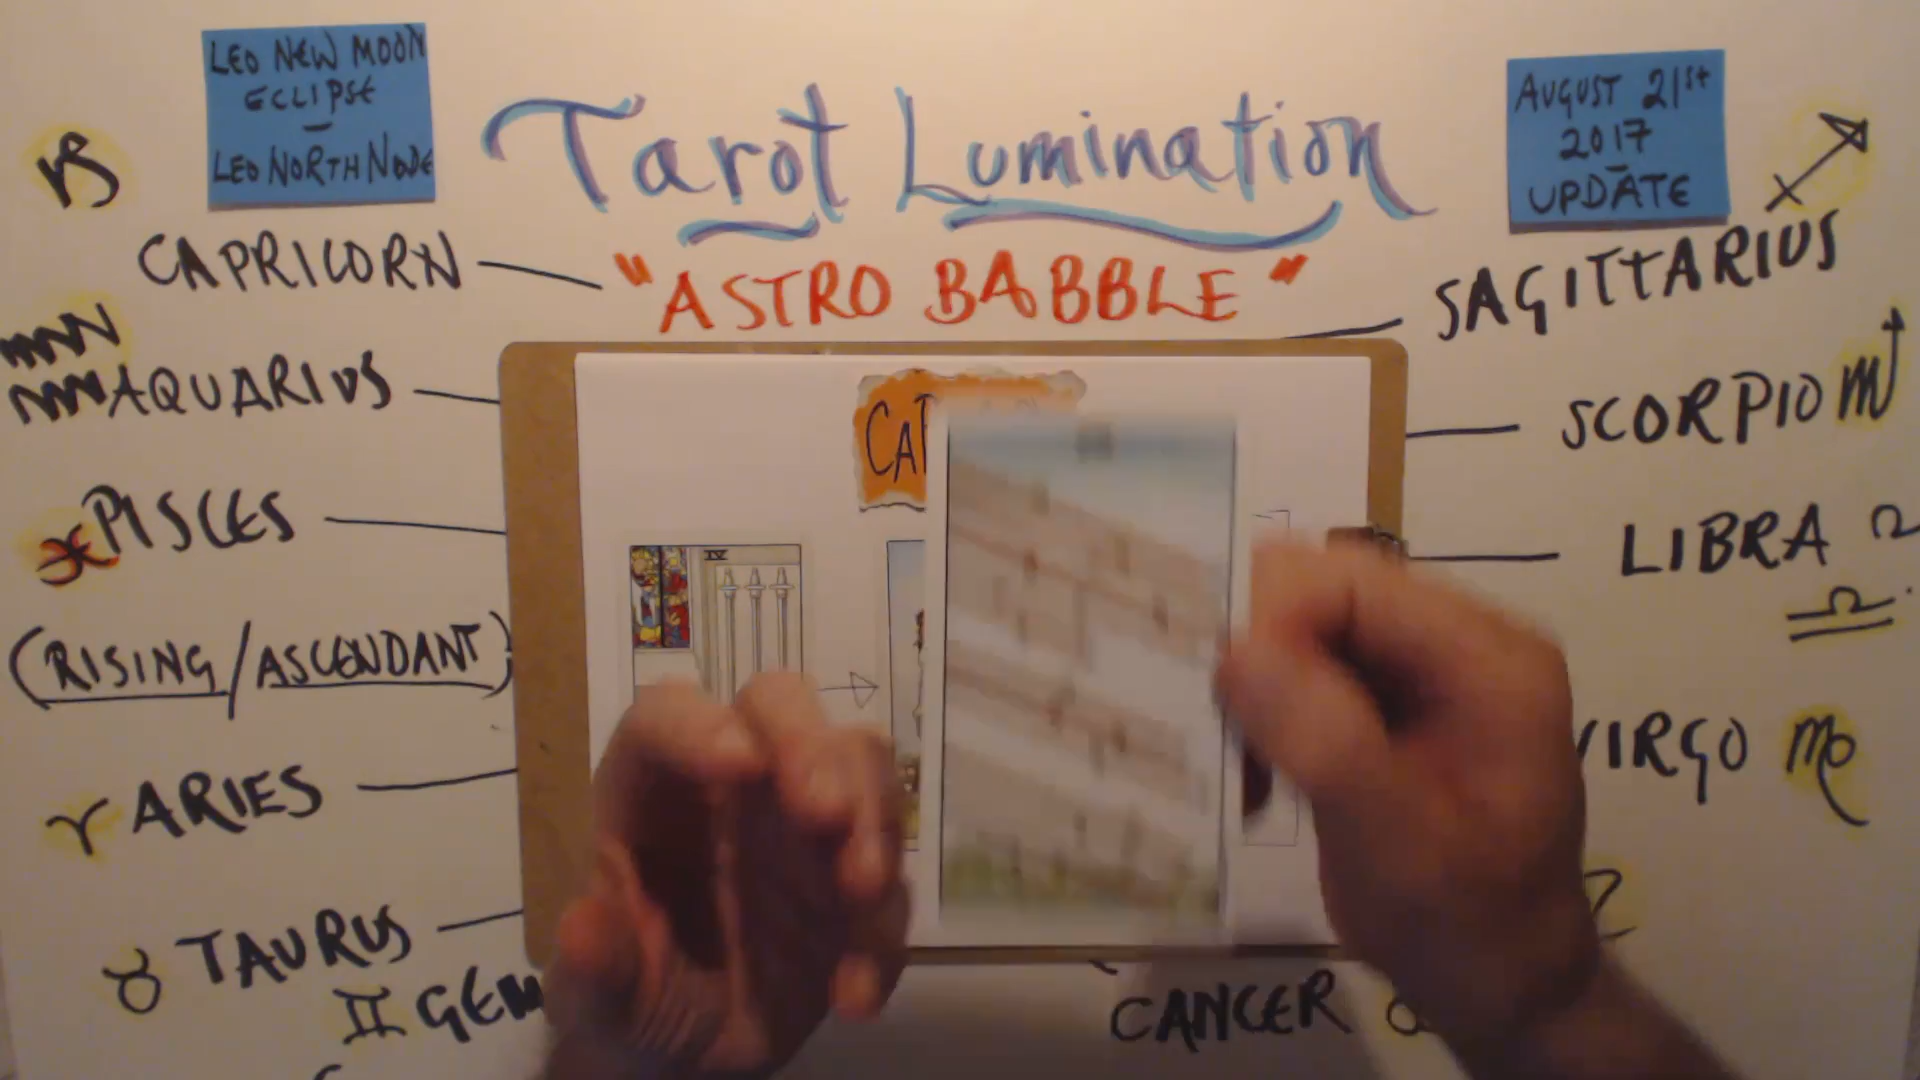 LEO NEW MOON
ECLIPSE
–
LEO NORTH NODE
Tarot Lumination
"ASTRO BABBLE"
AUGUST 21st
2017
–
UPDATE
CAPRICORN
AQUARIUS
PISCES
(RISING/ASCENDANT)
ARIES
TAURUS
SAGITTARIUS
SCORPIO
LIBRA
VIRGO
CANCER
IV